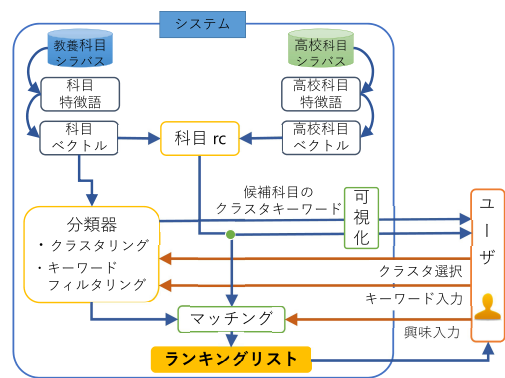 システム
教養科目
シラバス
高校科目
シラバス
科目
特徴語
高校科目
特徴語
科目
ベクトル
科目 rc
高校科目
ベクトル
候補科目の
クラスタキーワード
可
視
化
ユ
ー
ザ
分類器
・クラスタリング
・キーワード
フィルタリング
クラスタ選択
キーワード入力
マッチング
興味入力
ランキングリスト